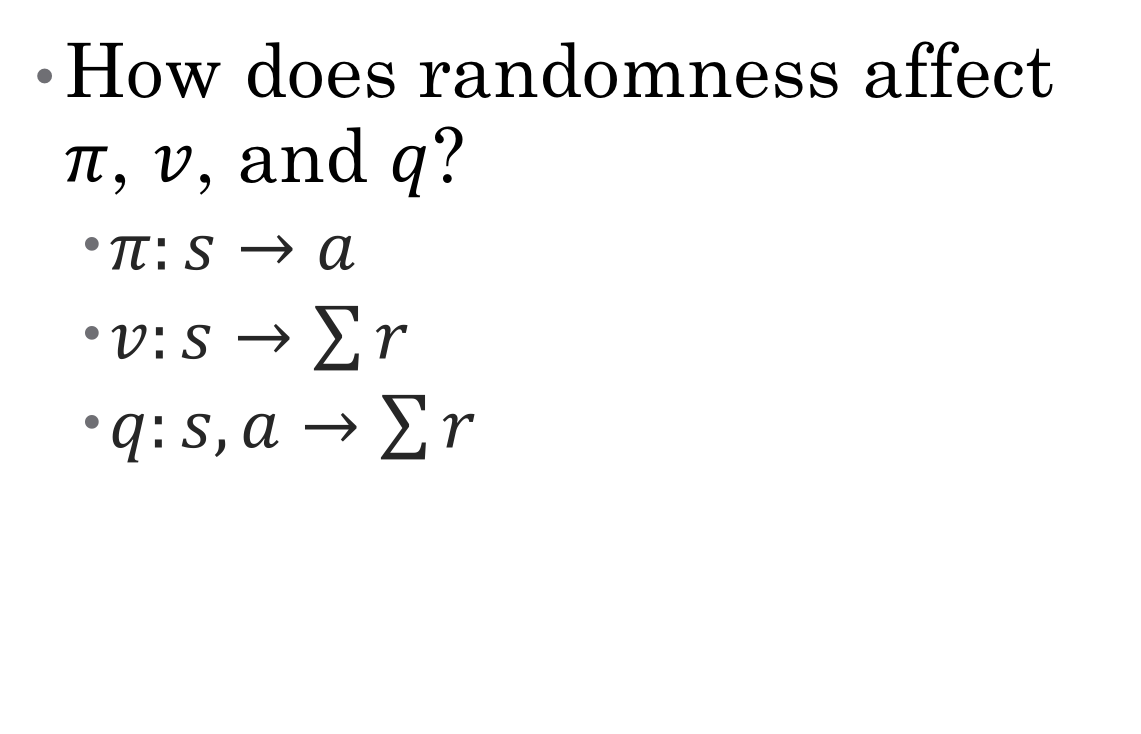 • How does randomness affect
π, v, and q?
• π: s → a
• v: s → ∑ r
• q: s, a → ∑ r